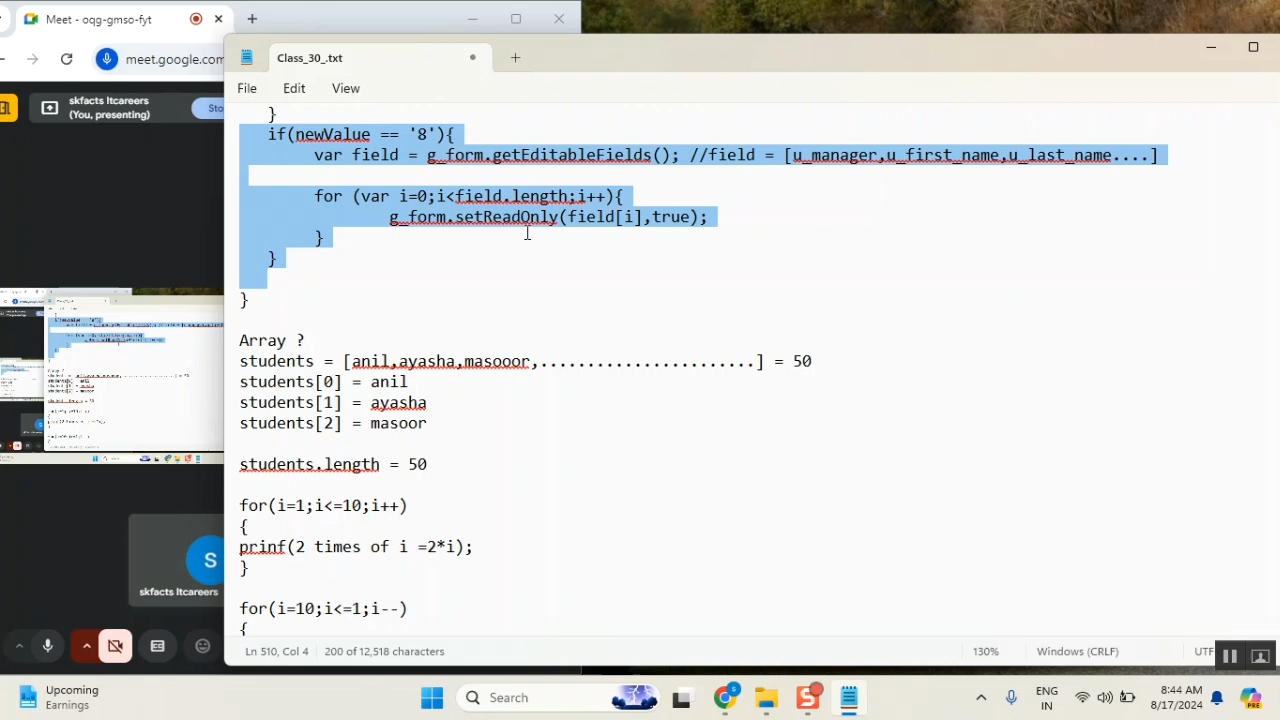 Meet - oqg-gmso-fyt
meet.google.com
skfacts Itcareers
(You, presenting)
Sto
Class_30_.txt
File Edit View
}
if(newValue == '8'){
var field = g_form.getEditableFields(); //field = [u_manager,u_first_name,u_last_name....]
for (var i=0;i<field.length;i++){
g_form.setReadOnly(field[i],true);
}
}
}
Array ?
students = [anil,ayasha,masooor,.......................] = 50
students[0] = anil
students[1] = ayasha
students[2] = masoor
students.length = 50
for(i=1;i<=10;i++)
{
prinf(2 times of i =2*i);
}
for(i=10;i<=1;i--)
{
S
skfacts Itcareers
Ln 510, Col 4 200 of 12,518 characters 130% Windows (CRLF) UTF
Upcoming
Earnings
Search
ENG
IN
8:44 AM
8/17/2024